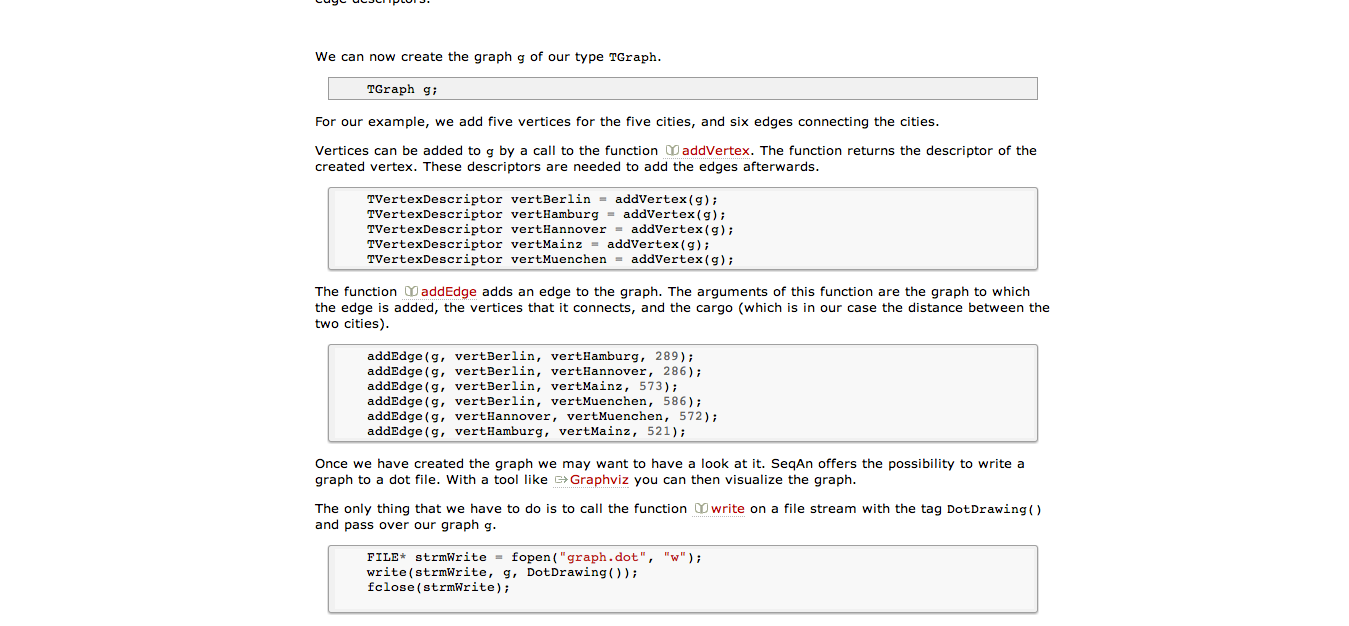 edge descriptors.
We can now create the graph g of our type TGraph.
TGraph g;
For our example, we add five vertices for the five cities, and six edges connecting the cities.
Vertices can be added to g by a call to the function addVertex. The function returns the descriptor of the
created vertex. These descriptors are needed to add the edges afterwards.
TVertexDescriptor vertBerlin = addVertex(g);
TVertexDescriptor vertHamburg = addVertex(g);
TVertexDescriptor vertHannover = addVertex(g);
TVertexDescriptor vertMainz = addVertex(g);
TVertexDescriptor vertMuenchen = addVertex(g);
The function addEdge adds an edge to the graph. The arguments of this function are the graph to which
the edge is added, the vertices that it connects, and the cargo (which is in our case the distance between the
two cities).
addEdge(g, vertBerlin, vertHamburg, 289);
addEdge(g, vertBerlin, vertHannover, 286);
addEdge(g, vertBerlin, vertMainz, 573);
addEdge(g, vertBerlin, vertMuenchen, 586);
addEdge(g, vertHannover, vertMuenchen, 572);
addEdge(g, vertHamburg, vertMainz, 521);
Once we have created the graph we may want to have a look at it. SeqAn offers the possibility to write a
graph to a dot file. With a tool like Graphviz you can then visualize the graph.
The only thing that we have to do is to call the function write on a file stream with the tag DotDrawing()
and pass over our graph g.
FILE* strmWrite = fopen("graph.dot", "w");
write(strmWrite, g, DotDrawing());
fclose(strmWrite);